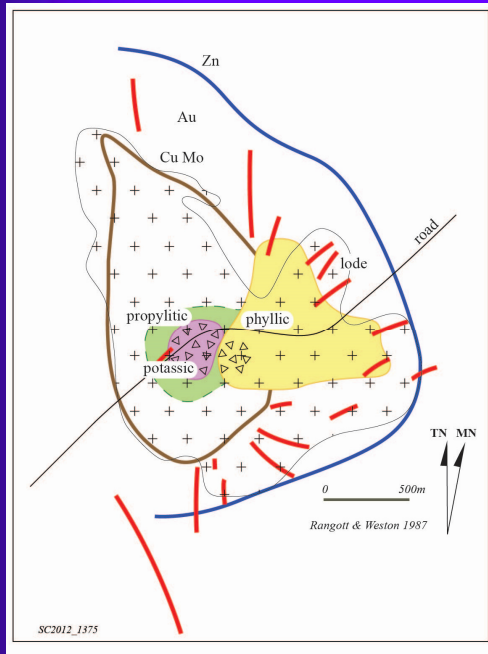 Zn
Au
Cu Mo
road
lode
propylitic
phyllic
potassic
TN MN
0 500m
Rangott & Weston 1987
SC2012_1375